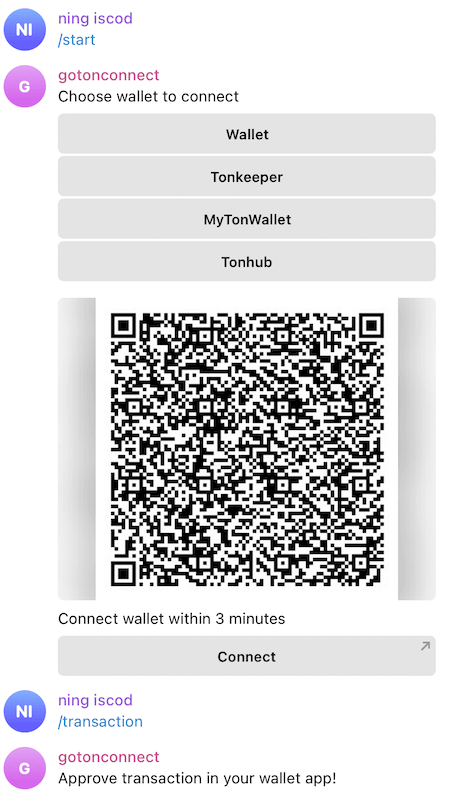 NI
ning iscod
/start
G
gotonconnect
Choose wallet to connect
Wallet
Tonkeeper
MyTonWallet
Tonhub
Connect wallet within 3 minutes
Connect
NI
ning iscod
/transaction
G
gotonconnect
Approve transaction in your wallet app!